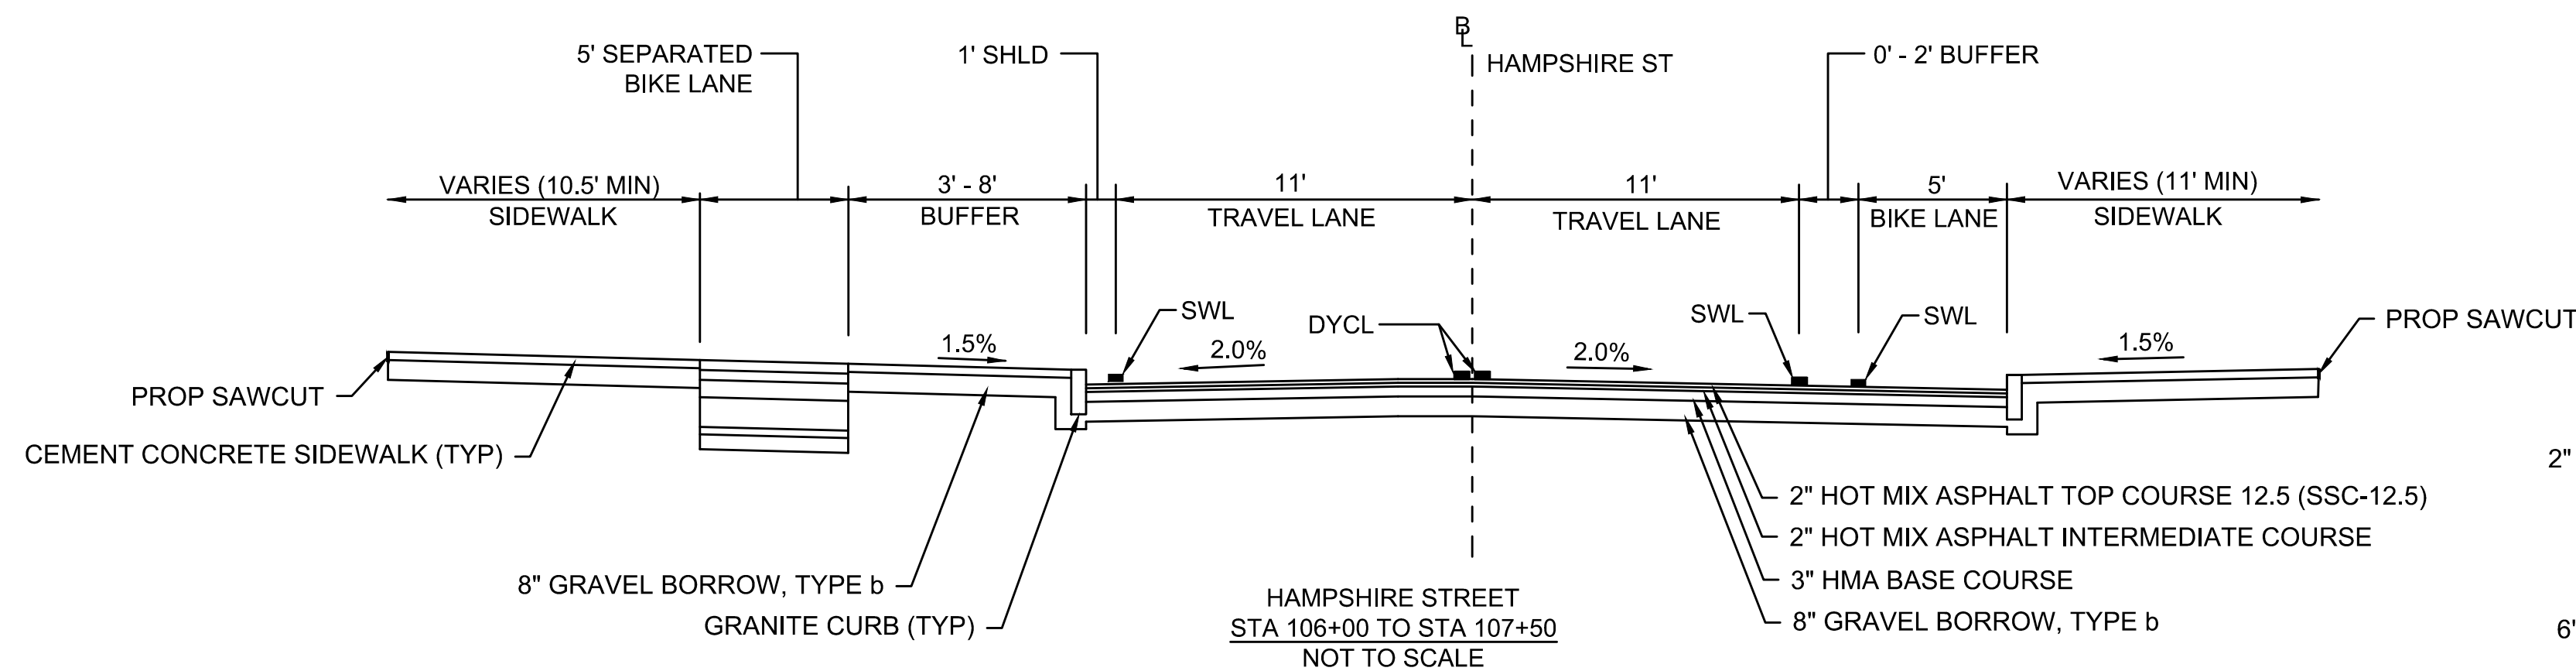 BL
HAMPSHIRE ST
5' SEPARATED
BIKE LANE
1' SHLD
0' - 2' BUFFER
VARIES (10.5' MIN)
SIDEWALK
3' - 8'
BUFFER
11'
TRAVEL LANE
11'
TRAVEL LANE
5'
BIKE LANE
VARIES (11' MIN)
SIDEWALK
SWL
DYCL
SWL
SWL
PROP SAWCUT
1.5%
2.0%
2.0%
1.5%
PROP SAWCUT
CEMENT CONCRETE SIDEWALK (TYP)
2"
2" HOT MIX ASPHALT TOP COURSE 12.5 (SSC-12.5)
2" HOT MIX ASPHALT INTERMEDIATE COURSE
3" HMA BASE COURSE
8" GRAVEL BORROW, TYPE b
8" GRAVEL BORROW, TYPE b
GRANITE CURB (TYP)
6'
HAMPSHIRE STREET
STA 106+00 TO STA 107+50
NOT TO SCALE